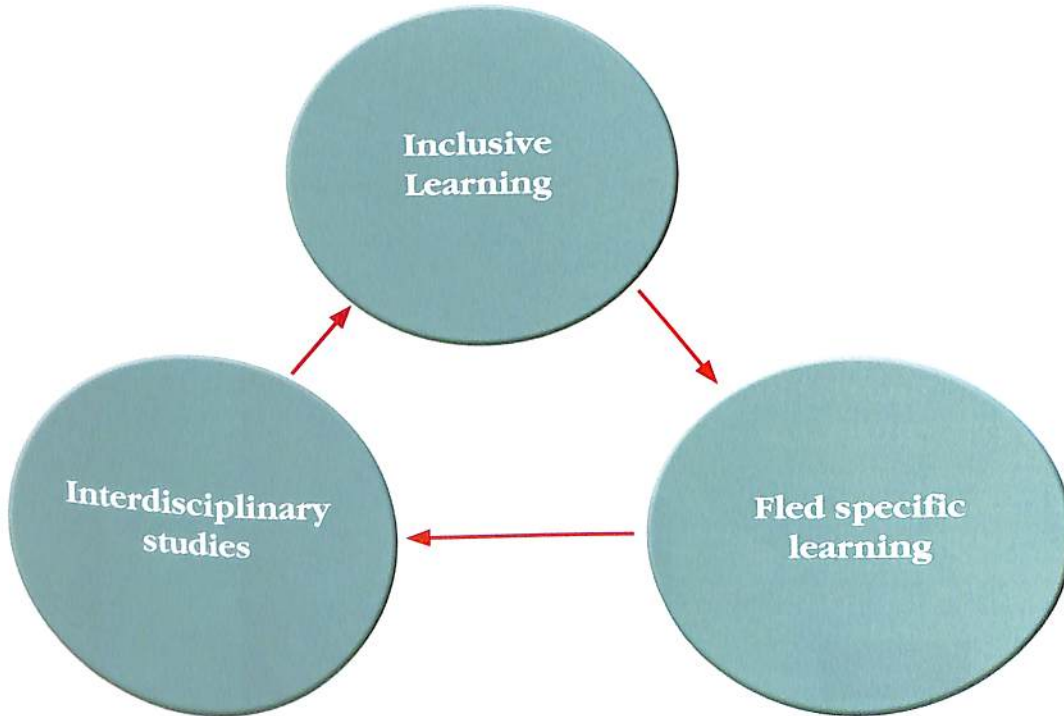 Inclusive
Learning
Interdisciplinary
studies
Fled specific
learning